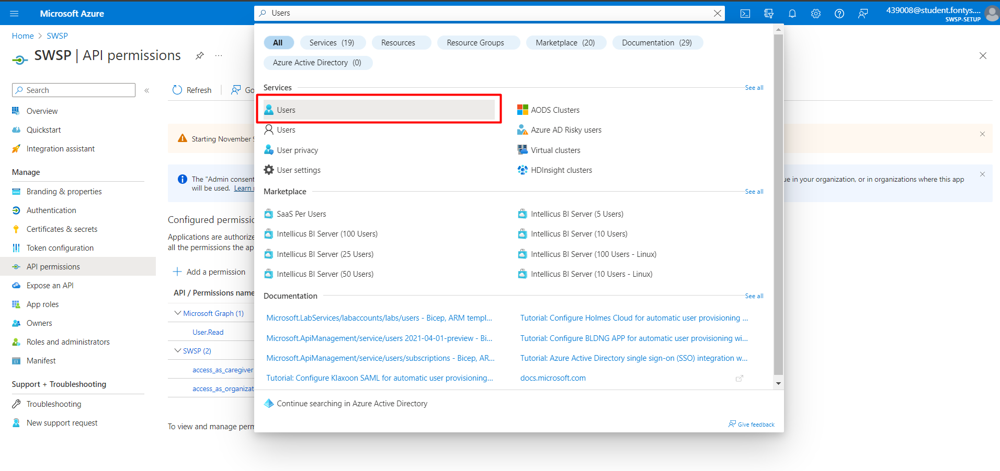 Microsoft Azure
Users
439008@student.fontys....
SWSP-SETUP
Home > SWSP
SWSP | API permissions
...
Search
«
Overview
Quickstart
Integration assistant
Manage
Branding & properties
Authentication
Certificates & secrets
Token configuration
API permissions
Expose an API
App roles
Owners
Roles and administrators
Manifest
Support + Troubleshooting
Troubleshooting
New support request
Refresh
Starting November
The "Admin consent
will be used. Learn
ue in your organization, or in organizations where this app
Configured
Applications are
all the permissions the
Add a permission
API / Permissions name
Microsoft Graph (1)
User.Read
SWSP (2)
access_as_caregiver
To view and manage
All
Services (19)
Resources
Resource Groups
Marketplace (20)
Documentation (29)
Azure Active Directory (0)
Services
See all
Users
AODS Clusters
Users
Azure AD Risky users
User privacy
Virtual clusters
User settings
HDInsight clusters
Marketplace
See all
SaaS Per Users
Intellicus BI Server (5 Users)
Intellicus BI Server (100 Users)
Intellicus BI Server (10 Users)
Intellicus BI Server (25 Users)
Intellicus BI Server (100 Users - Linux)
Intellicus BI Server (50 Users)
Intellicus BI Server (10 Users - Linux)
Documentation
See all
Microsoft.LabServices/labaccounts/labs/users - Bicep, ARM templ...
Tutorial: Configure Holmes Cloud for automatic user provisioning ...
Microsoft.ApiManagement/service/users 2021-04-01-preview - Bi...
Tutorial: Configure BLDNG APP for automatic user provisioning wi...
Microsoft.ApiManagement/service/users/subscriptions - Bicep, AR...
Tutorial: Azure Active Directory single sign-on (SSO) integration w...
Tutorial: Configure Klaxoon SAML for automatic user provisioning...
docs.microsoft.com
Continue searching in Azure Active Directory
Give feedback